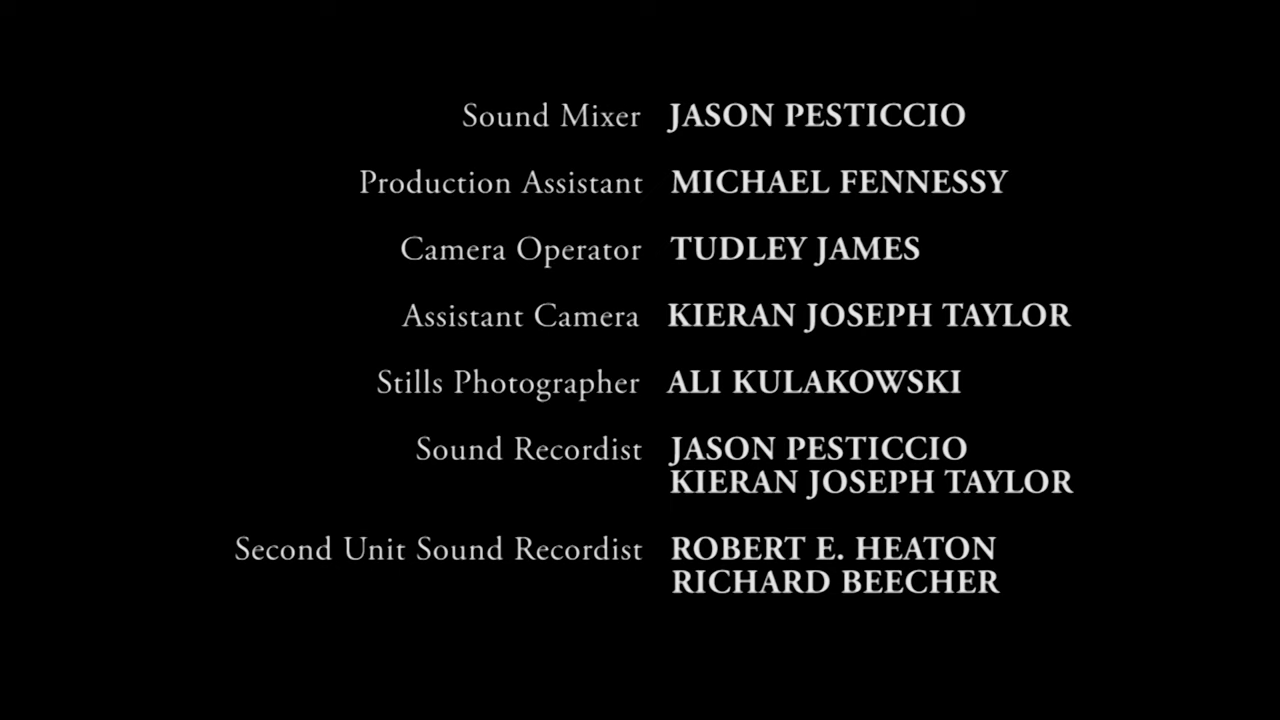 Sound Mixer JASON PESTICCIO
Production Assistant MICHAEL FENNESSY
Camera Operator TUDLEY JAMES
Assistant Camera KIERAN JOSEPH TAYLOR
Stills Photographer ALI KULAKOWSKI
Sound Recordist JASON PESTICCIO
KIERAN JOSEPH TAYLOR
Second Unit Sound Recordist ROBERT E. HEATON
RICHARD BEECHER